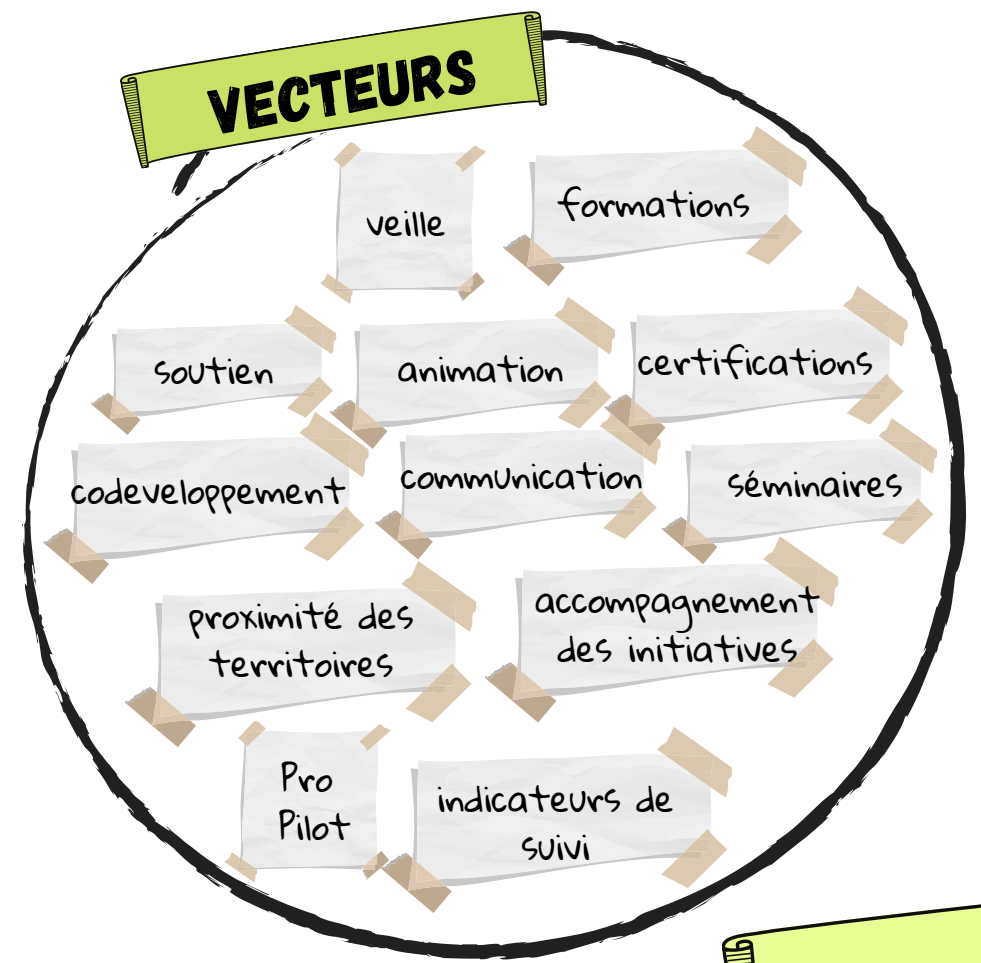 VECTEURS
veille
formations
soutien
animation
certifications
codeveloppement
communication
séminaires
proximité des
territoires
accompagnement
des initiatives
Pro
Pilot
indicateurs de
suivi